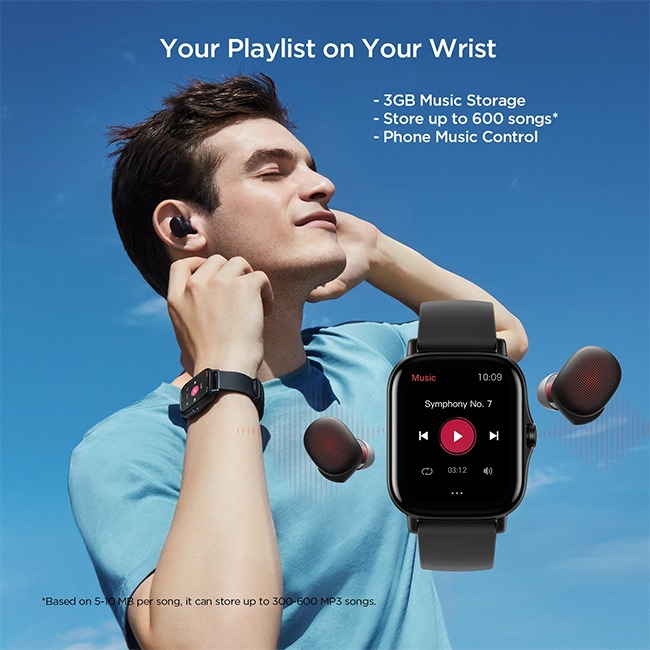 Your Playlist on Your Wrist
- 3GB Music Storage
- Store up to 600 songs*
- Phone Music Control
Music 10:09
Symphony No. 7
03:12
*Based on 5-10 MB per song, it can store up to 300-600 MP3 songs.